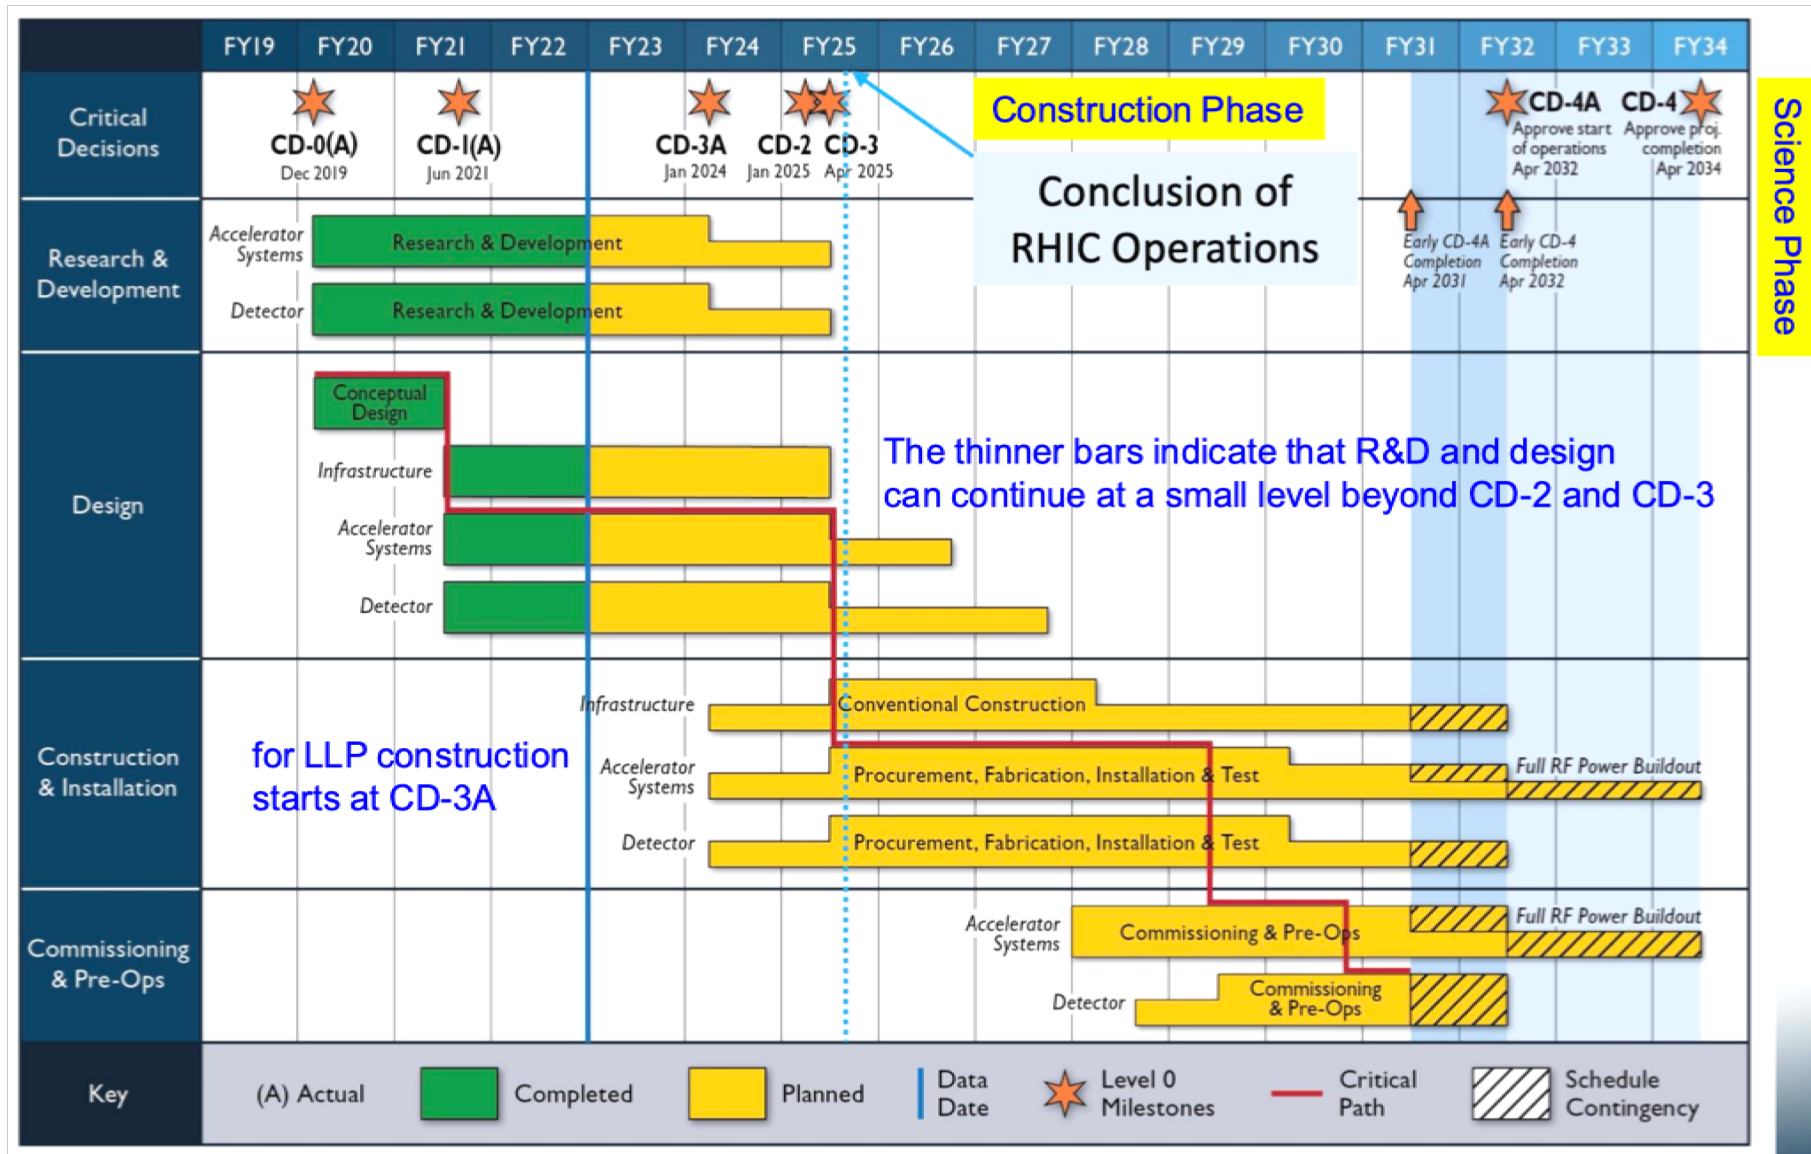 FY19 FY20 FY21 FY22 FY23 FY24 FY25 FY26 FY27 FY28 FY29 FY30 FY31 FY32 FY33 FY34
Critical
Decisions
CD-0(A)
Dec 2019
CD-1(A)
Jun 2021
CD-3A
Jan 2024
CD-2
Jan 2025
CD-3
Apr 2025
Construction Phase
Conclusion of
RHIC Operations
CD-4A
Approve start
of operations
Apr 2032
CD-4
Approve proj.
completion
Apr 2034
Early CD-4A
Completion
Apr 2031
Early CD-4
Completion
Apr 2032
Science Phase
Research &
Development
Accelerator
Systems
Research & Development
Detector
Research & Development
Design
Conceptual
Design
Infrastructure
Accelerator
Systems
Detector
The thinner bars indicate that R&D and design
can continue at a small level beyond CD-2 and CD-3
Construction
& Installation
for LLP construction
starts at CD-3A
Infrastructure
Conventional Construction
Accelerator
Systems
Procurement, Fabrication, Installation & Test
Full RF Power Buildout
Detector
Procurement, Fabrication, Installation & Test
Commissioning
& Pre-Ops
Accelerator
Systems
Commissioning & Pre-Ops
Full RF Power Buildout
Detector
Commissioning
& Pre-Ops
Key
(A) Actual
Completed
Planned
Data
Date
Level 0
Milestones
Critical
Path
Schedule
Contingency